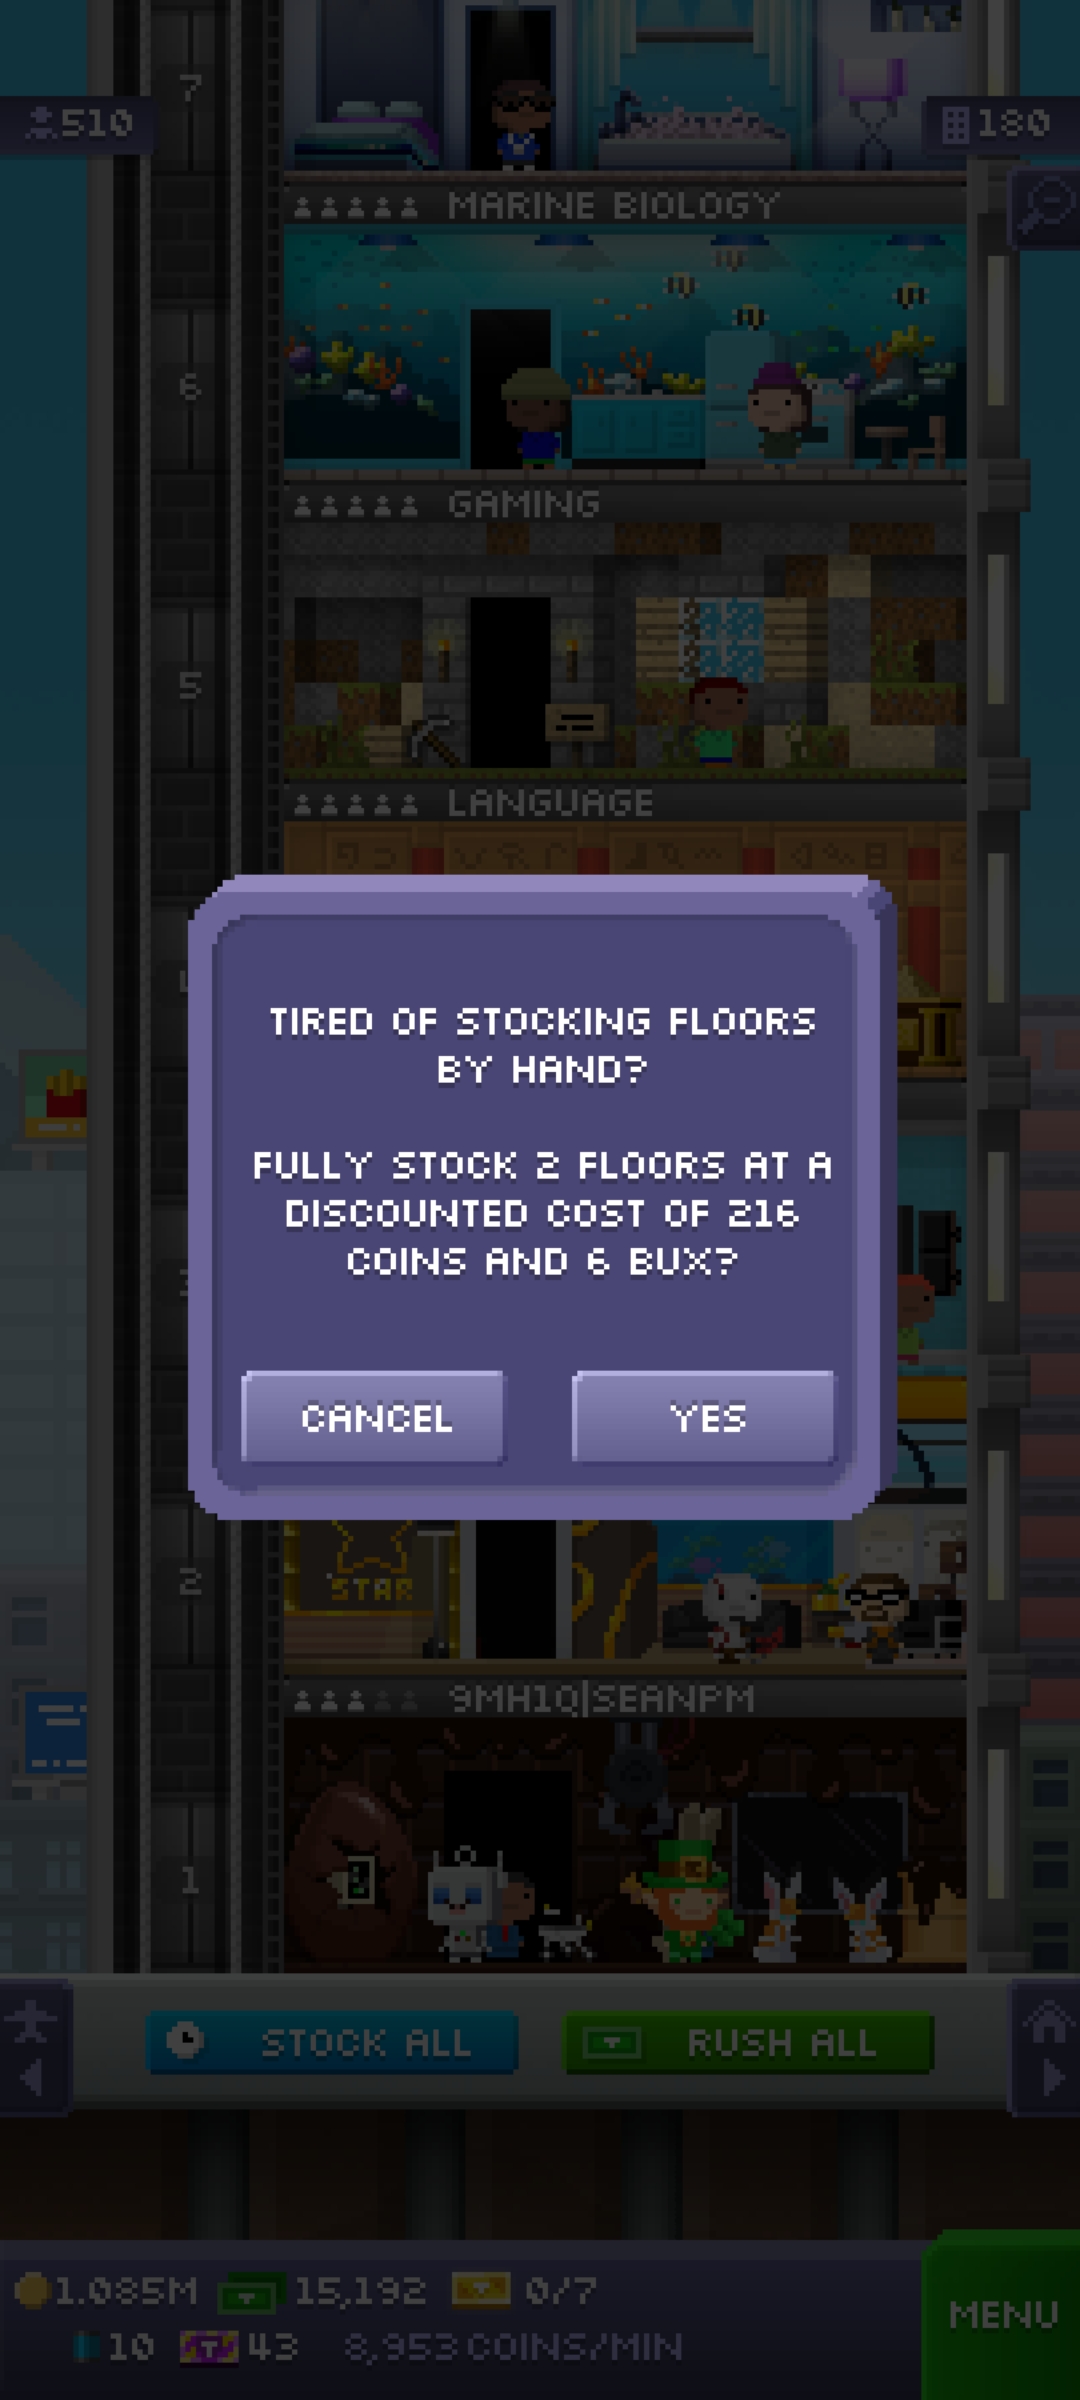 7
510
180
MARINE BIOLOGY
6
GAMING
5
LANGUAGE
TIRED OF STOCKING FLOORS
BY HAND?
FULLY STOCK 2 FLOORS AT A
DISCOUNTED COST OF 216
COINS AND 6 BUX?
CANCEL
YES
STAR
2
9MH1Q|SEANPM
1
STOCK ALL
RUSH ALL
1.085M
15,192
0/7
10
43
8,953 COINS/MIN
MENU